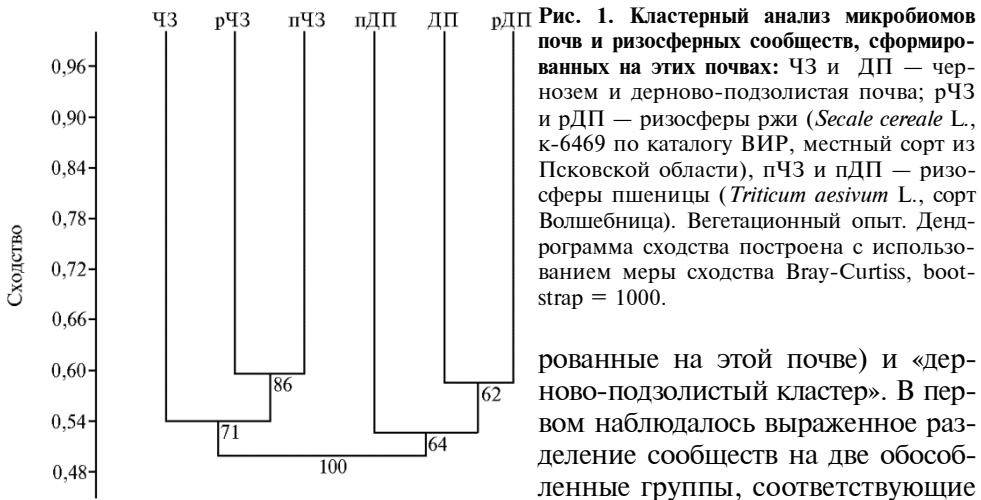 ЧЗ рЧЗ пЧЗ пДП ДП рДП
0,96
0,90
0,84
0,78
0,72
0,66
0,60
0,54
0,48
Сходство
86
62
71
64
100
Рис. 1. Кластерный анализ микробиомов
почв и ризосферных сообществ, сформиро-
ванных на этих почвах: ЧЗ и ДП — чер-
нозем и дерново-подзолистая почва; рЧЗ
и рДП — ризосферы ржи (Secale cereale L.,
к-6469 по каталогу ВИР, местный сорт из
Псковской области), пЧЗ и пДП — ризо-
сферы пшеницы (Triticum aesivum L., сорт
Волшебница). Вегетационный опыт. Денд-
рограмма сходства построена с использо-
ванием меры сходства Bray-Curtiss, boot-
strap = 1000.
рованные на этой почве) и «дер-
ново-подзолистый кластер». В пер-
вом наблюдалось выраженное раз-
деление сообществ на две обособ-
ленные группы, соответствующие